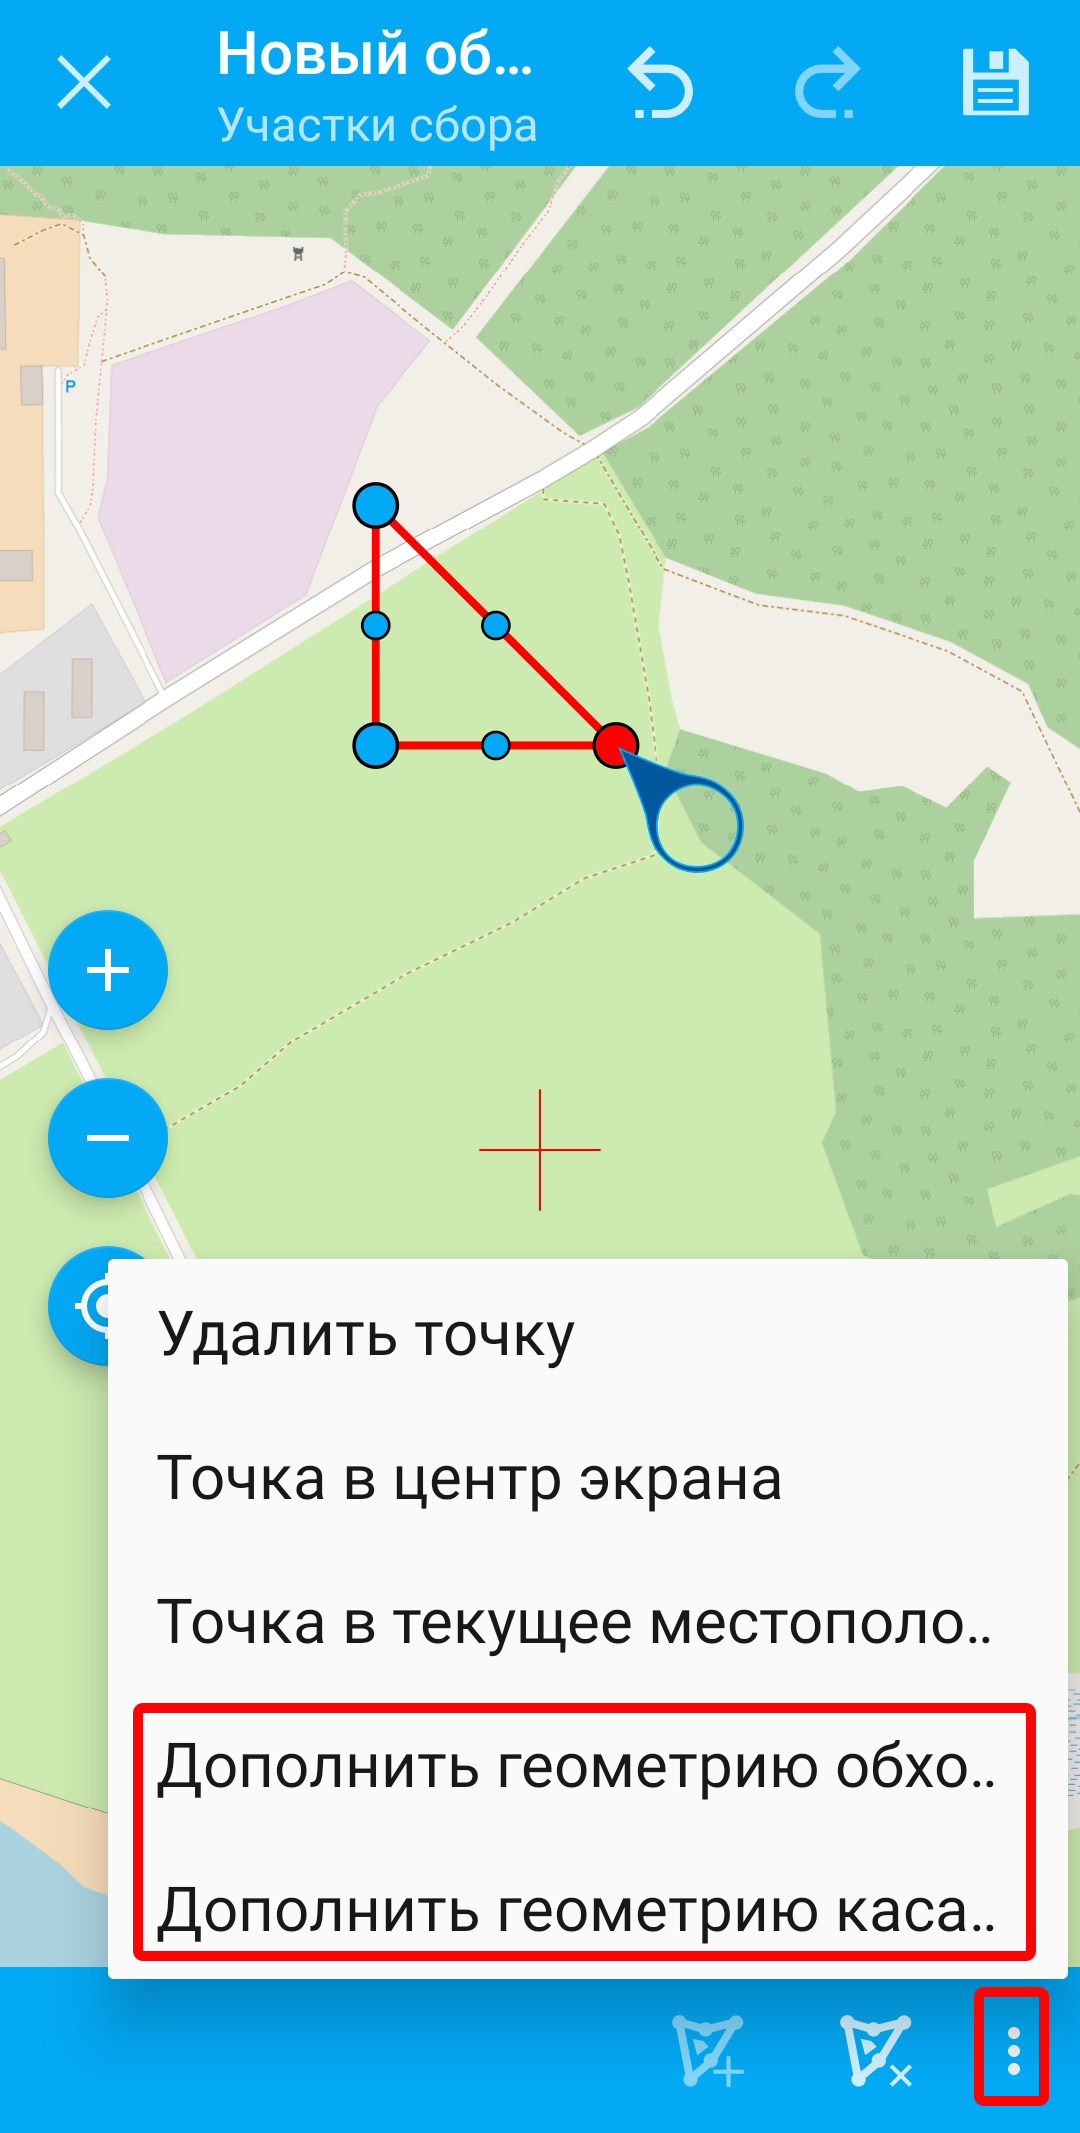 Новый об...
Участки сбора
P
Удалить точку
Точка в центр экрана
Точка в текущее местополо..
Дополнить геометрию обхо..
Дополнить геометрию каса..